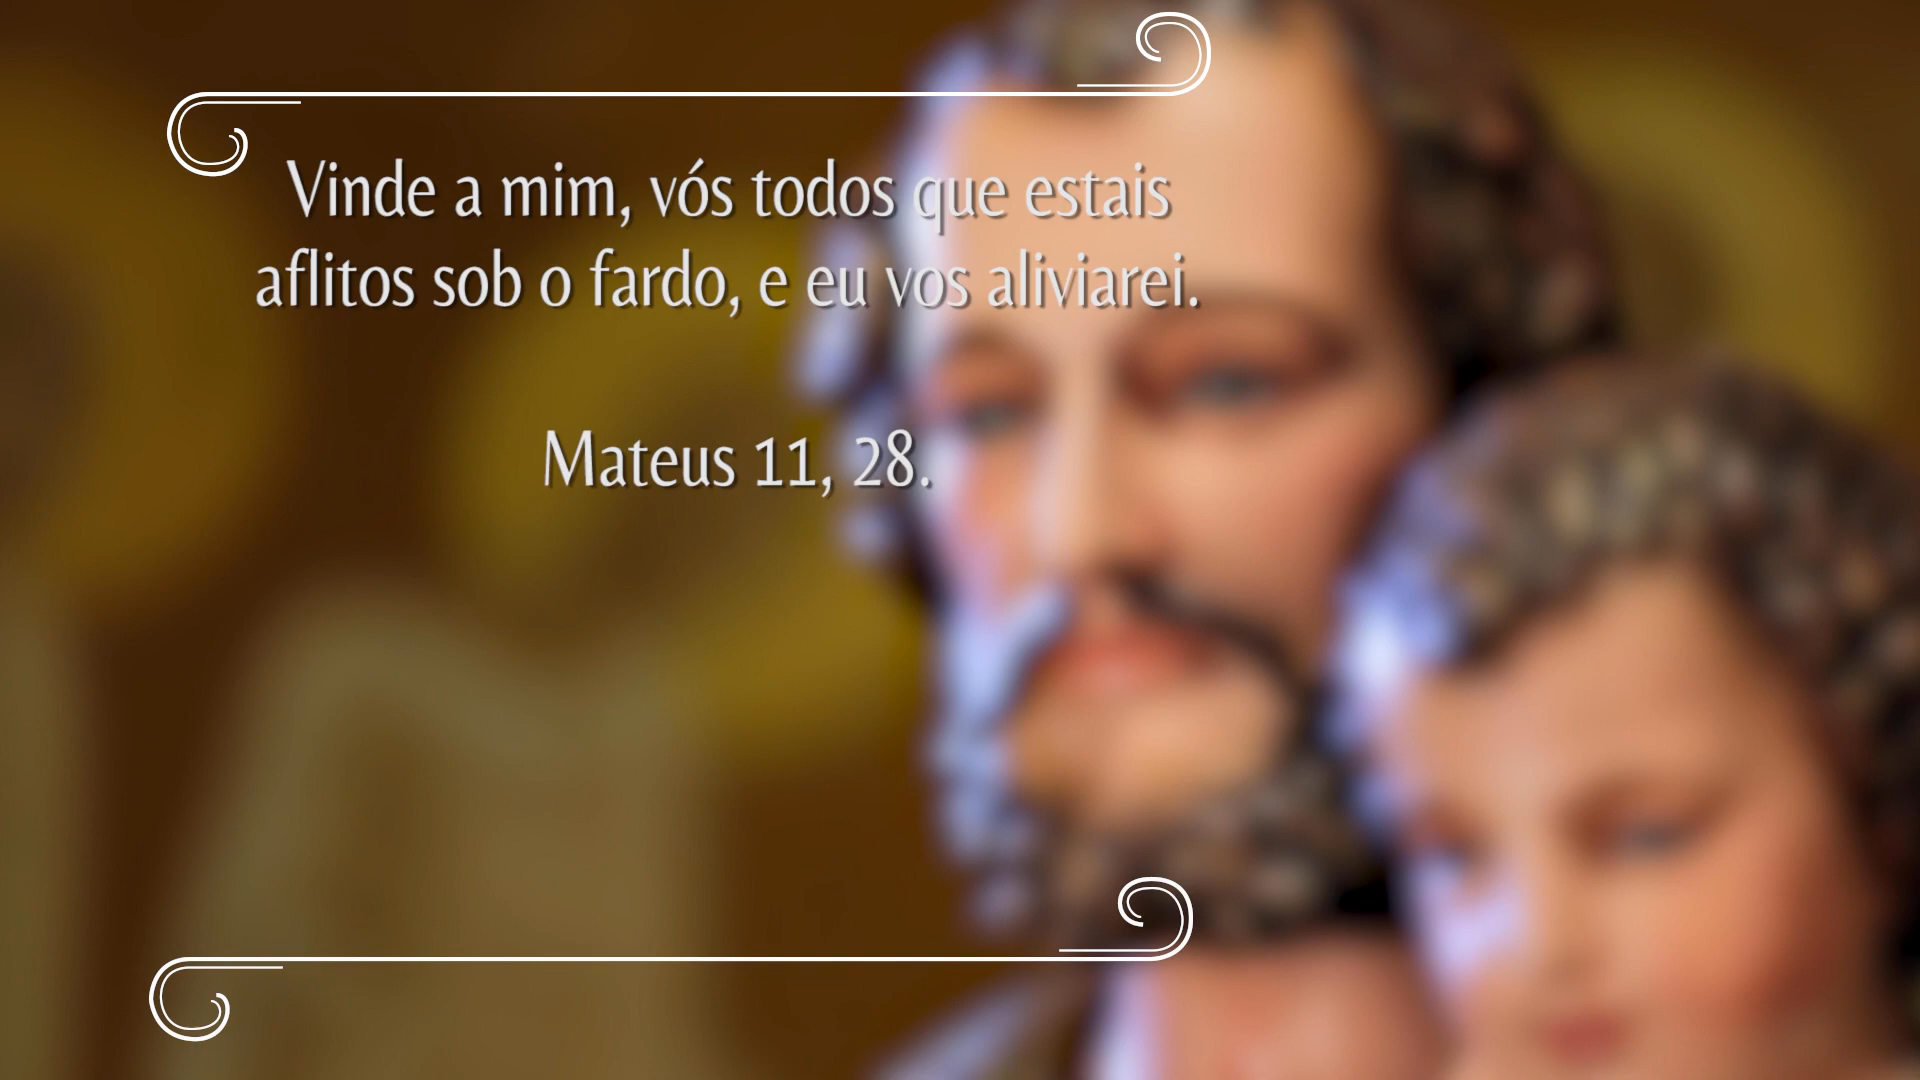 Vinde a mim, vós todos que estais
aflitos sob o fardo, e eu vos aliviarei.
Mateus 11, 28.